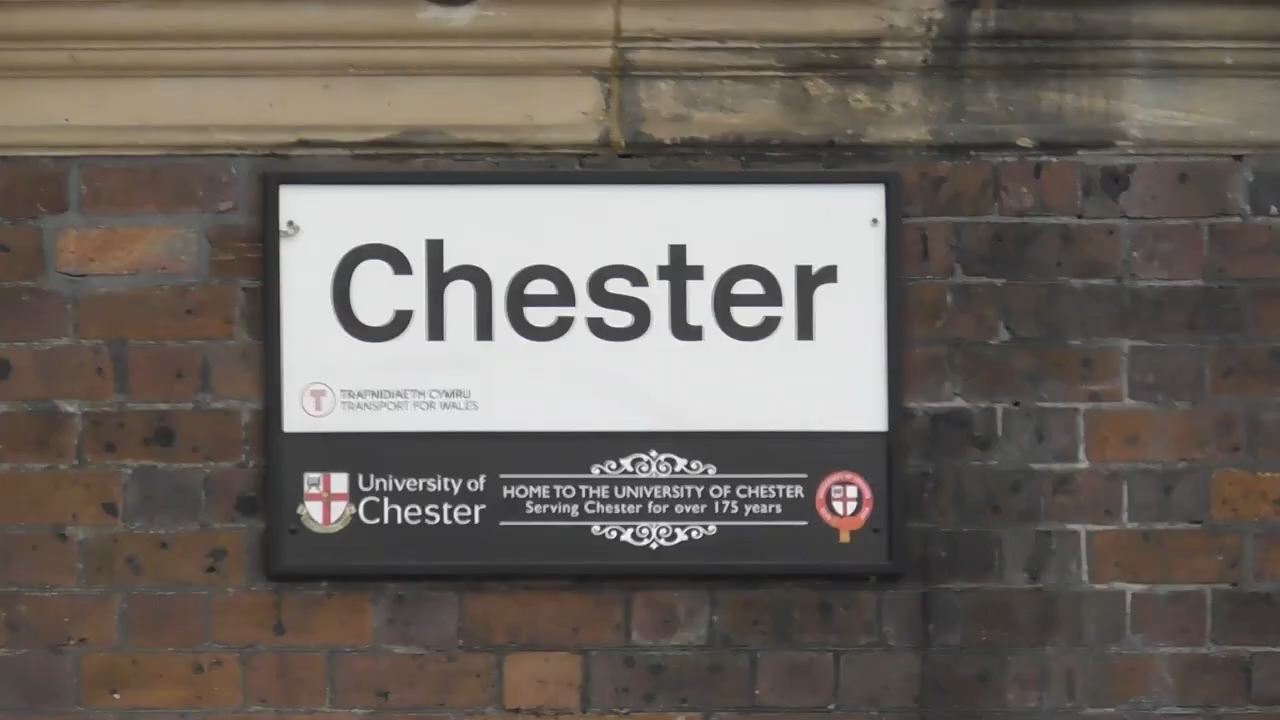 Chester
T
TRAFNIDIAETH CYMRU
TRANSPORT FOR WALES
University of
Chester
HOME TO THE UNIVERSITY OF CHESTER
Serving Chester for over 175 years